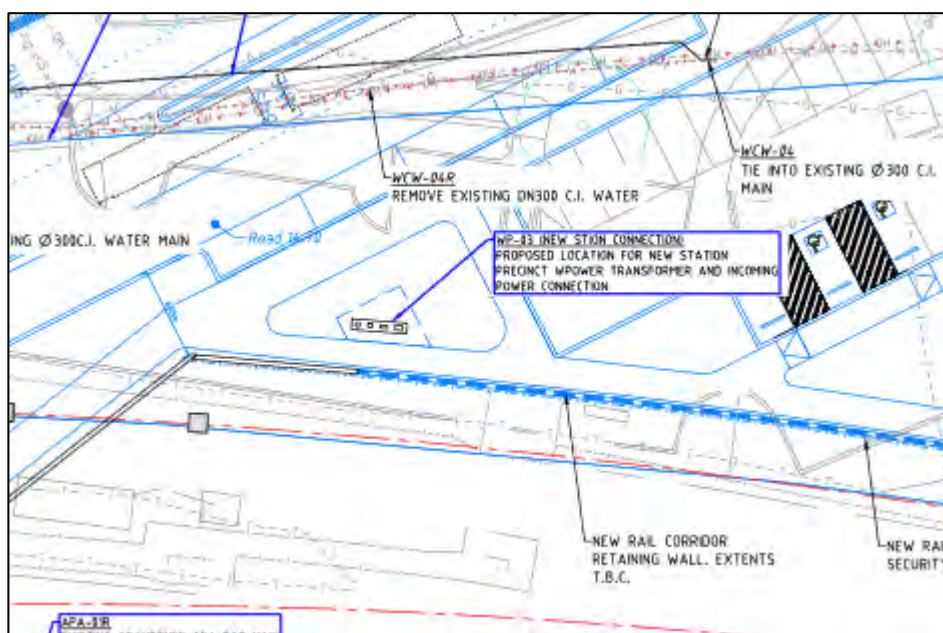 WCW-04R
REMOVE EXISTING DN300 C.I. WATER
WCW-04
TIE INTO EXISTING Ø300 C.I.
MAIN
ING Ø300C.I. WATER MAIN
Road
WP-03 (NEW STION CONNECTION)
PROPOSED LOCATION FOR NEW STATION
PRECINCT WPOWER TRANSFORMER AND INCOMING
POWER CONNECTION
NEW RAIL CORRIDOR
RETAINING WALL. EXTENTS
T.B.C.
NEW RAI
SECURITY
APA-01R